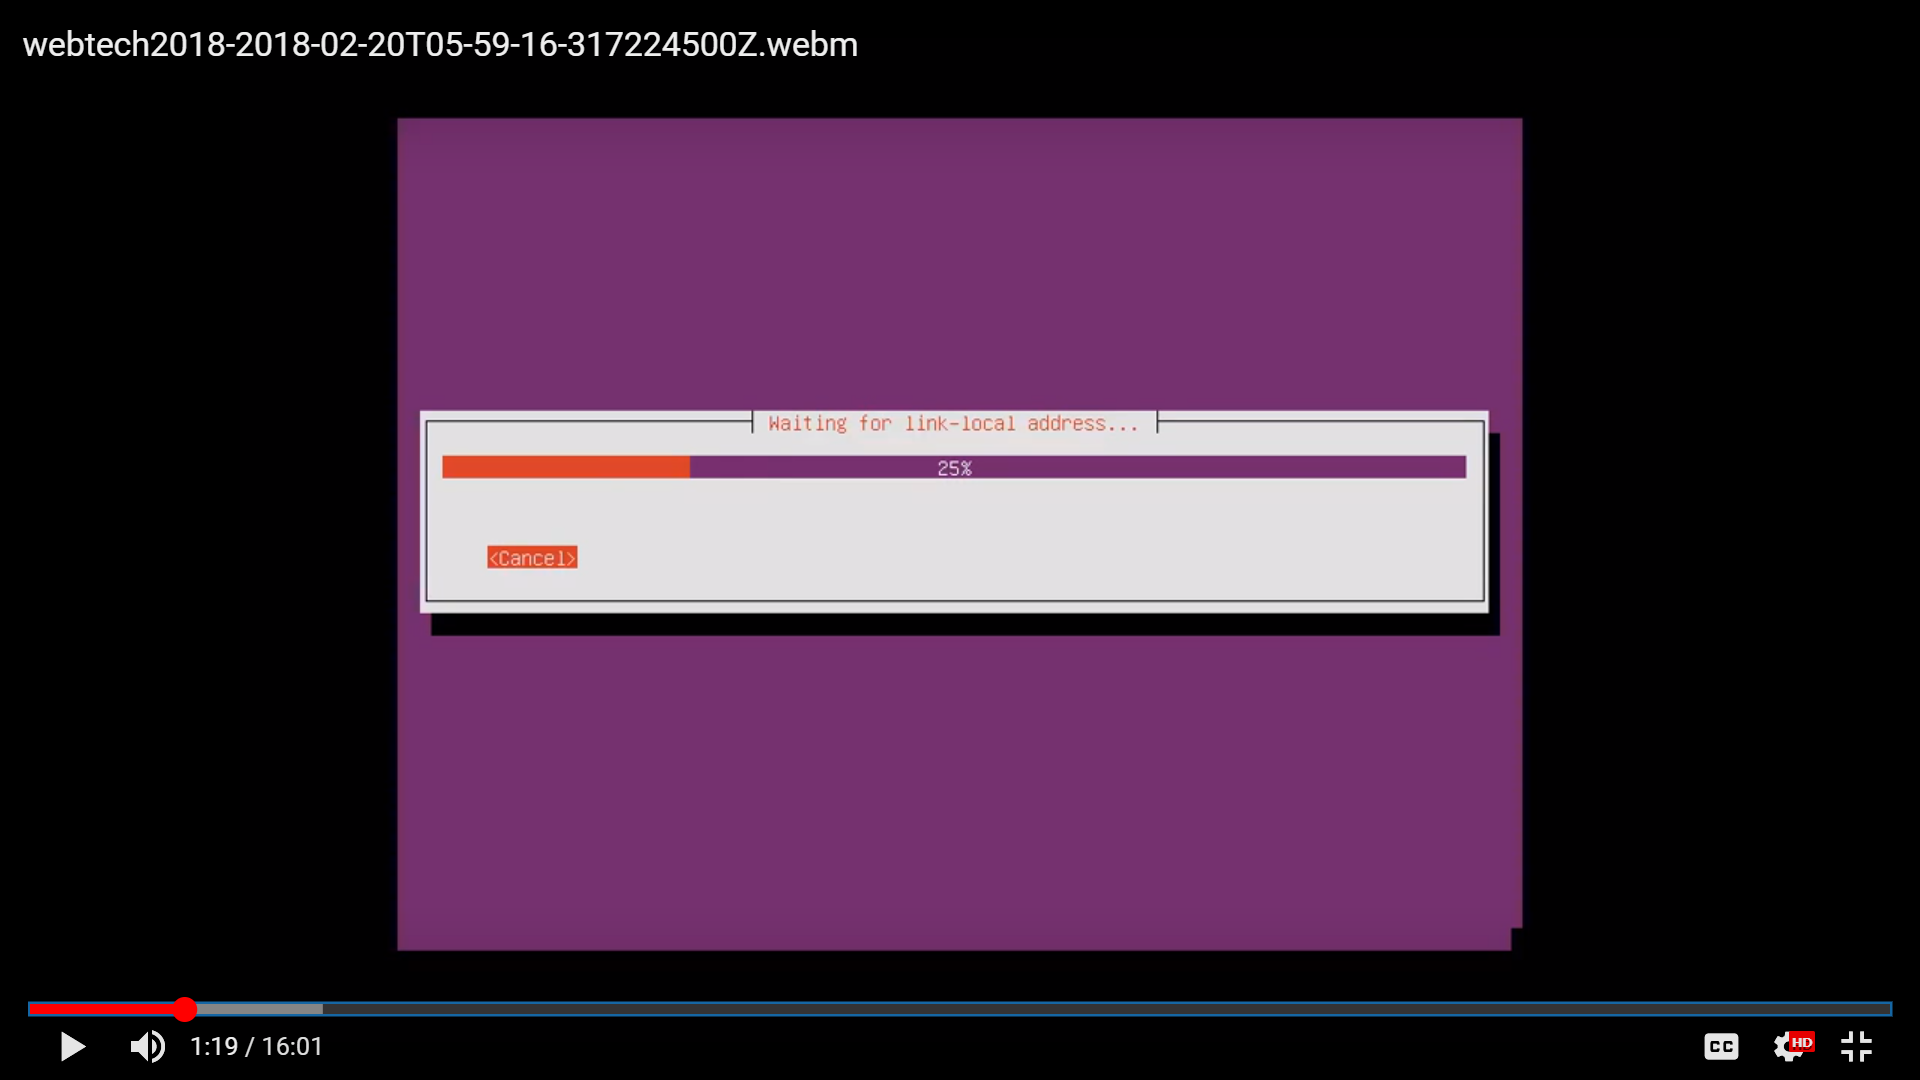 webtech2018-2018-02-20T05-59-16-317224500Z.webm
Waiting for link-local address...
25%
<Cancel>
1:19 / 16:01
CC
HD